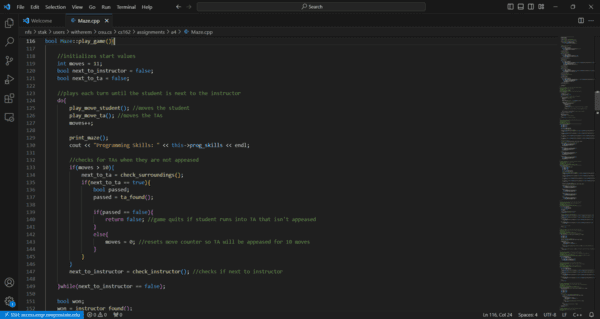 File Edit Selection View Go Run Terminal Help
Search
Welcome
Maze.cpp
nfs > stak > users > witherem > osu.cs > cs162 > assignments > a4 > Maze.cpp
116 bool Maze::play_game(){
117
118 //initializes start values
119 int moves = 11;
120 bool next_to_instructor = false;
121 bool next_to_ta = false;
122
123 //plays each turn until the student is next to the instructor
124 do{
125 play_move_student(); //moves the student
126 play_move_ta(); //moves the TAs
127 moves++;
128
129 print_maze();
130 cout << "Programming Skills: " << this->prog_skills << endl;
131
132 //checks for TAs when they are not appeased
133 if(moves > 10){
134 next_to_ta = check_surroundings();
135 if(next_to_ta == true){
136 bool passed;
137 passed = ta_found();
138
139 if(passed == false){
140 return false; //game quits if student runs into TA that isn't appeased
141 }
142 else{
143 moves = 0; //resets move counter so TA will be appeased for 10 moves
144 }
145 }
146 }
147 next_to_instructor = check_instructor(); //checks if next to instructor
148
149 }while(next_to_instructor == false);
150
151 bool won;
152 won = instructor_found();
0 0 0
Ln 116, Col 24 Spaces: 4 UTF-8 LF C++